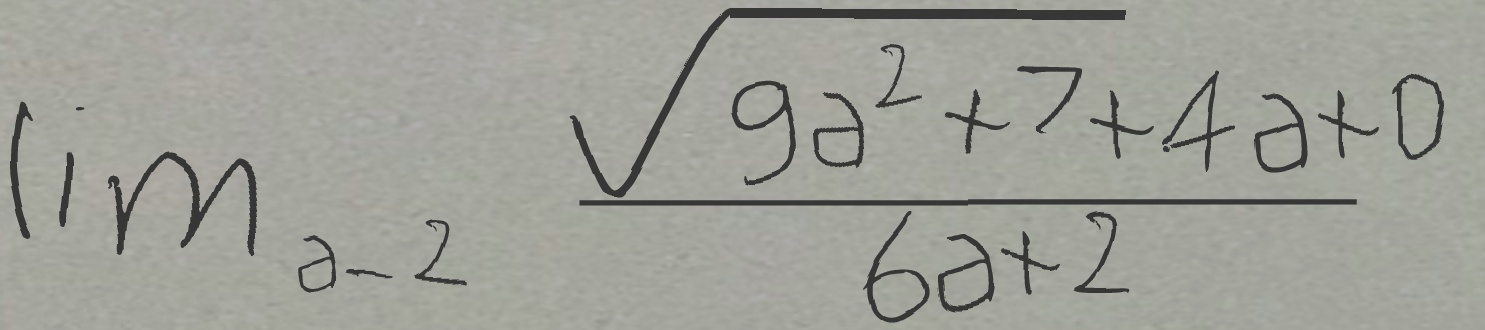 lim a-2 √(9a² + 7 + 4a + 0) / (6a + 2)